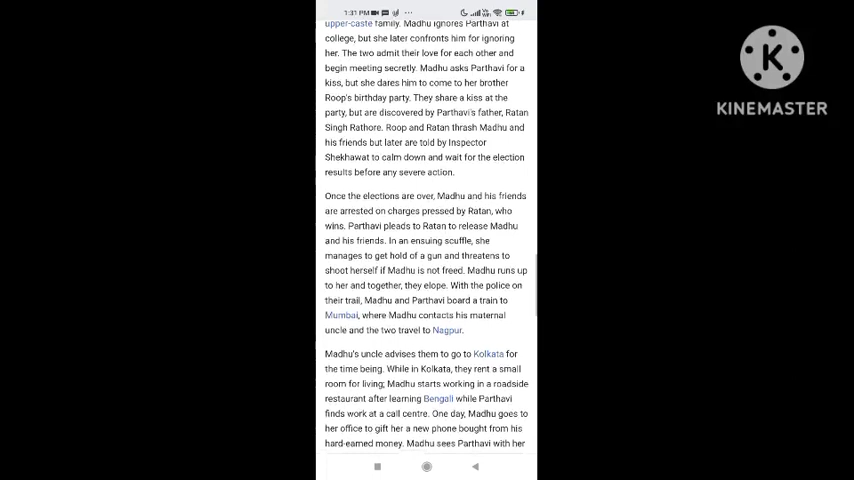 1:31 PM
upper-caste family. Madhu ignores Parthavi at
college, but she later confronts him for ignoring
her. The two admit their love for each other and
begin meeting secretly. Madhu asks Parthavi for a
kiss, but she dares him to come to her brother
Roop's birthday party. They share a kiss at the
party, but are discovered by Parthavi's father, Ratan
Singh Rathore. Roop and Ratan thrash Madhu and
his friends but later are told by Inspector
Shekhawat to calm down and wait for the election
results before any severe action.
Once the elections are over, Madhu and his friends
are arrested on charges pressed by Ratan, who
wins. Parthavi pleads to Ratan to release Madhu
and his friends. In an ensuing scuffle, she
manages to get hold of a gun and threatens to
shoot herself if Madhu is not freed. Madhu runs up
to her and together, they elope. With the police on
their trail, Madhu and Parthavi board a train to
Mumbai, where Madhu contacts his maternal
uncle and the two travel to Nagpur.
Madhu's uncle advises them to go to Kolkata for
the time being. While in Kolkata, they rent a small
room for living; Madhu starts working in a roadside
restaurant after learning Bengali while Parthavi
finds work at a call centre. One day, Madhu goes to
her office to gift her a new phone bought from his
hard-earned money. Madhu sees Parthavi with her
K
KINEMASTER